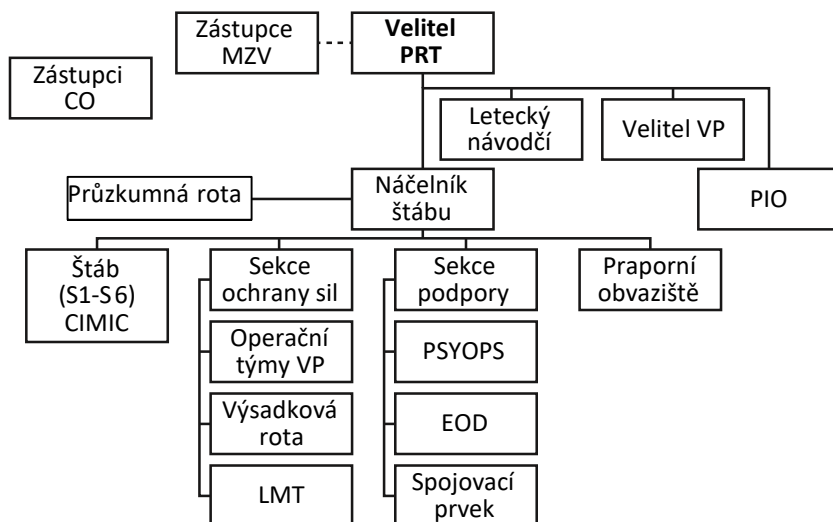 Zástupce
MZV
Velitel
PRT
Zástupci
CO
Letecký
návodčí
Velitel VP
Průzkumná rota
Náčelník
štábu
PIO
Štáb
(S1-S6)
CIMIC
Sekce
ochrany sil
Sekce
podpory
Praporní
obvaziště
Operační
týmy VP
PSYOPS
Výsadková
rota
EOD
LMT
Spojovací
prvek